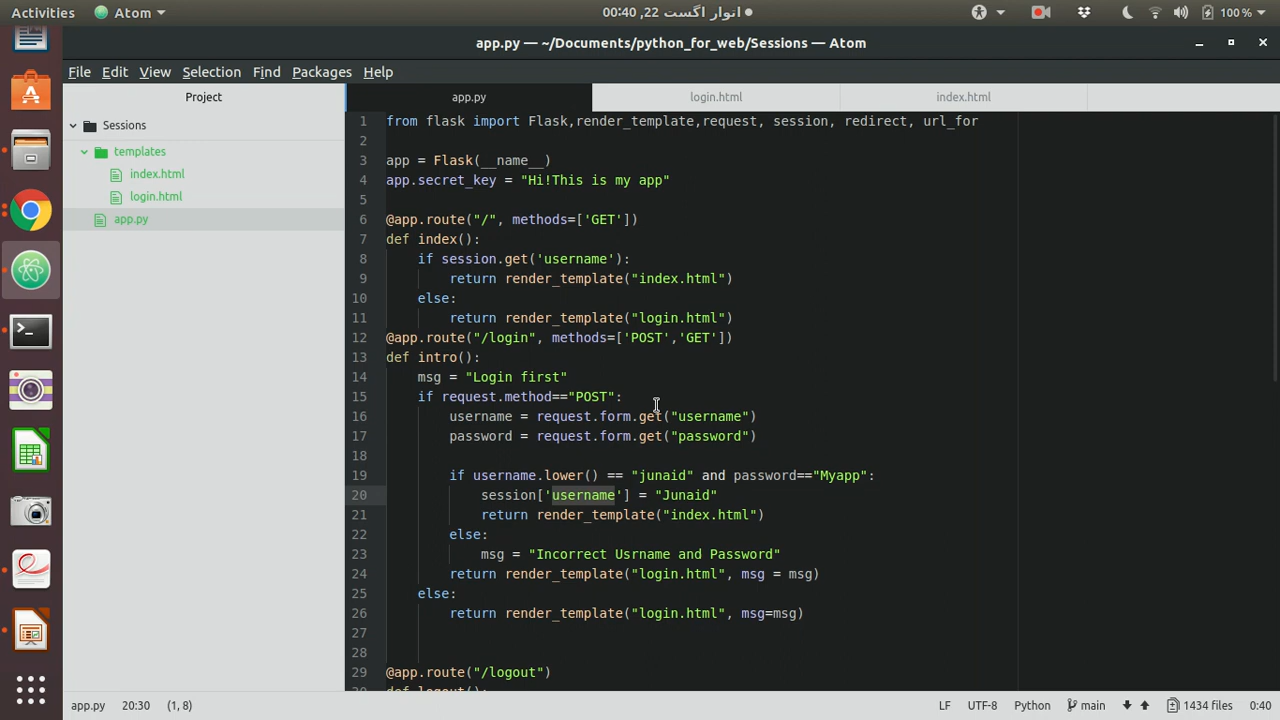 Activities
Atom
اتوار اگست 22, 00:40
100 %
app.py — ~/Documents/python_for_web/Sessions — Atom
File Edit View Selection Find Packages Help
Project
app.py
login.html
index.html
Sessions
templates
index.html
login.html
app.py
1 from flask import Flask,render_template,request, session, redirect, url_for
2
3 app = Flask(__name__)
4 app.secret_key = "Hi!This is my app"
5
6 @app.route("/", methods=['GET'])
7 def index():
8 if session.get('username'):
9 return render_template("index.html")
10 else:
11 return render_template("login.html")
12 @app.route("/login", methods=['POST','GET'])
13 def intro():
14 msg = "Login first"
15 if request.method=="POST":
16 username = request.form.get("username")
17 password = request.form.get("password")
18
19 if username.lower() == "junaid" and password=="Myapp":
20 session['username'] = "Junaid"
21 return render_template("index.html")
22 else:
23 msg = "Incorrect Usrname and Password"
24 return render_template("login.html", msg = msg)
25 else:
26 return render_template("login.html", msg=msg)
27
28
29 @app.route("/logout")
30 def logout():
app.py 20:30 (1, 8)
LF UTF-8 Python main 1434 files 0:40